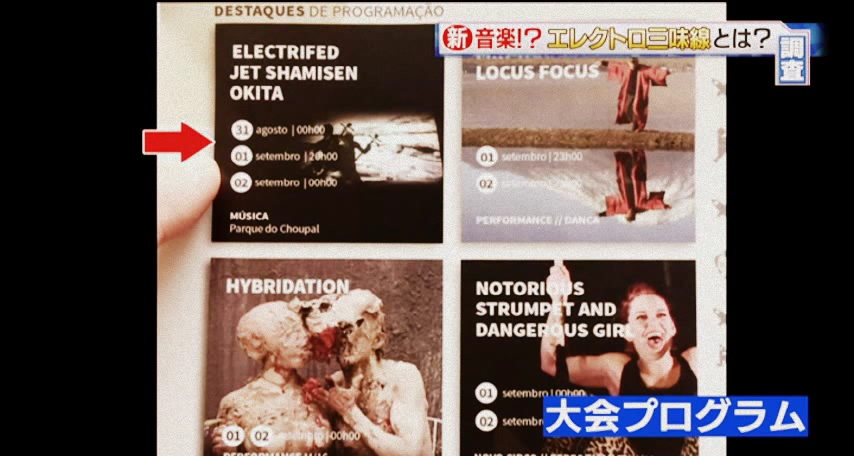 DESTAQUES DE PROGRAMAÇÃO
新音楽!?エレクトロ三味線とは?
調査
ELECTRIFED
JET SHAMISEN
OKITA
31 agosto | 00h00
01 setembro | 20h00
02 setembro | 00h00
MÚSICA
Parque do Choupal
LOCUS FOCUS
01 setembro | 23h00
02 setembro
PERFORMANCE // DANÇA
HYBRIDATION
01 02 setembro | 00h00
PERFORMANCE M/16
NOTORIOUS
STRUMPET AND
DANGEROUS GIRL
01 setembro | 00h00
02
大会プログラム